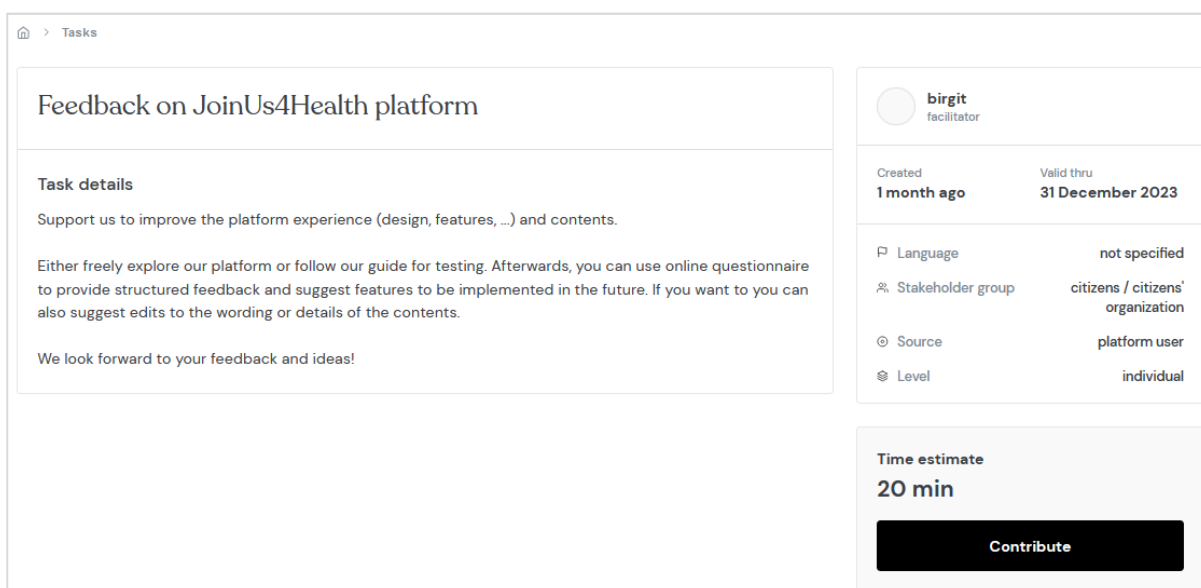 Tasks
Feedback on JoinUs4Health platform
Task details
Support us to improve the platform experience (design, features, ...) and contents.
Either freely explore our platform or follow our guide for testing. Afterwards, you can use online questionnaire
to provide structured feedback and suggest features to be implemented in the future. If you want to you can
also suggest edits to the wording or details of the contents.
We look forward to your feedback and ideas!
birgit
facilitator
Created
1 month ago
Valid thru
31 December 2023
Language
not specified
Stakeholder group
citizens / citizens'
organization
Source
platform user
Level
individual
Time estimate
20 min
Contribute